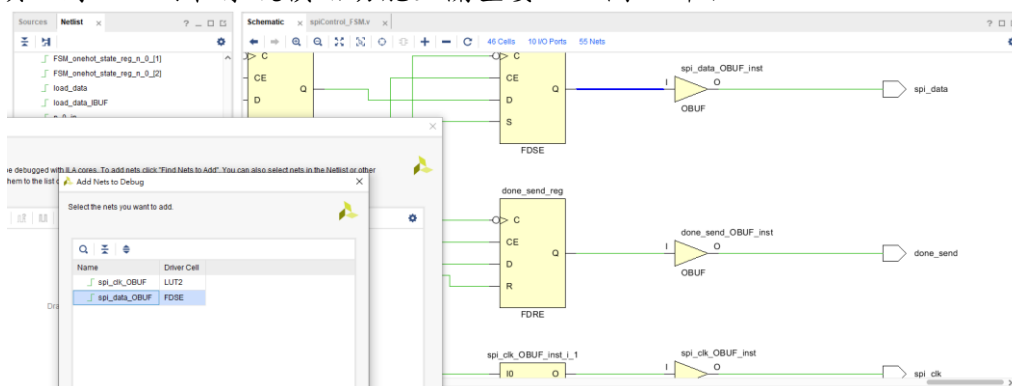 Sources Netlist × ? _ □
FSM_onehot_state_reg_n_0_[1]
FSM_onehot_state_reg_n_0_[2]
load_data
load_data_IBUF
Schematic × spiControl_FSM.v ×
46 Cells 10 I/O Ports 55 Nets
C
CE
D
Q
C
CE
D
S
Q
FDSE
spi_data_OBUF_inst
I
O
OBUF
spi_data
done_send_reg
C
CE
D
R
Q
FDRE
done_send_OBUF_inst
I
O
OBUF
done_send
spi_clk_OBUF_inst_i_1
I0
O
spi_clk_OBUF_inst
I
O
spi_clk
e debugged with ILA cores. To add nets click "Find Nets to Add". You can also select nets in the Netlist or other
hem to the list
Add Nets to Debug
Select the nets you want to add.
Name Driver Cell
spi_clk_OBUF LUT2
spi_data_OBUF FDSE
Dra